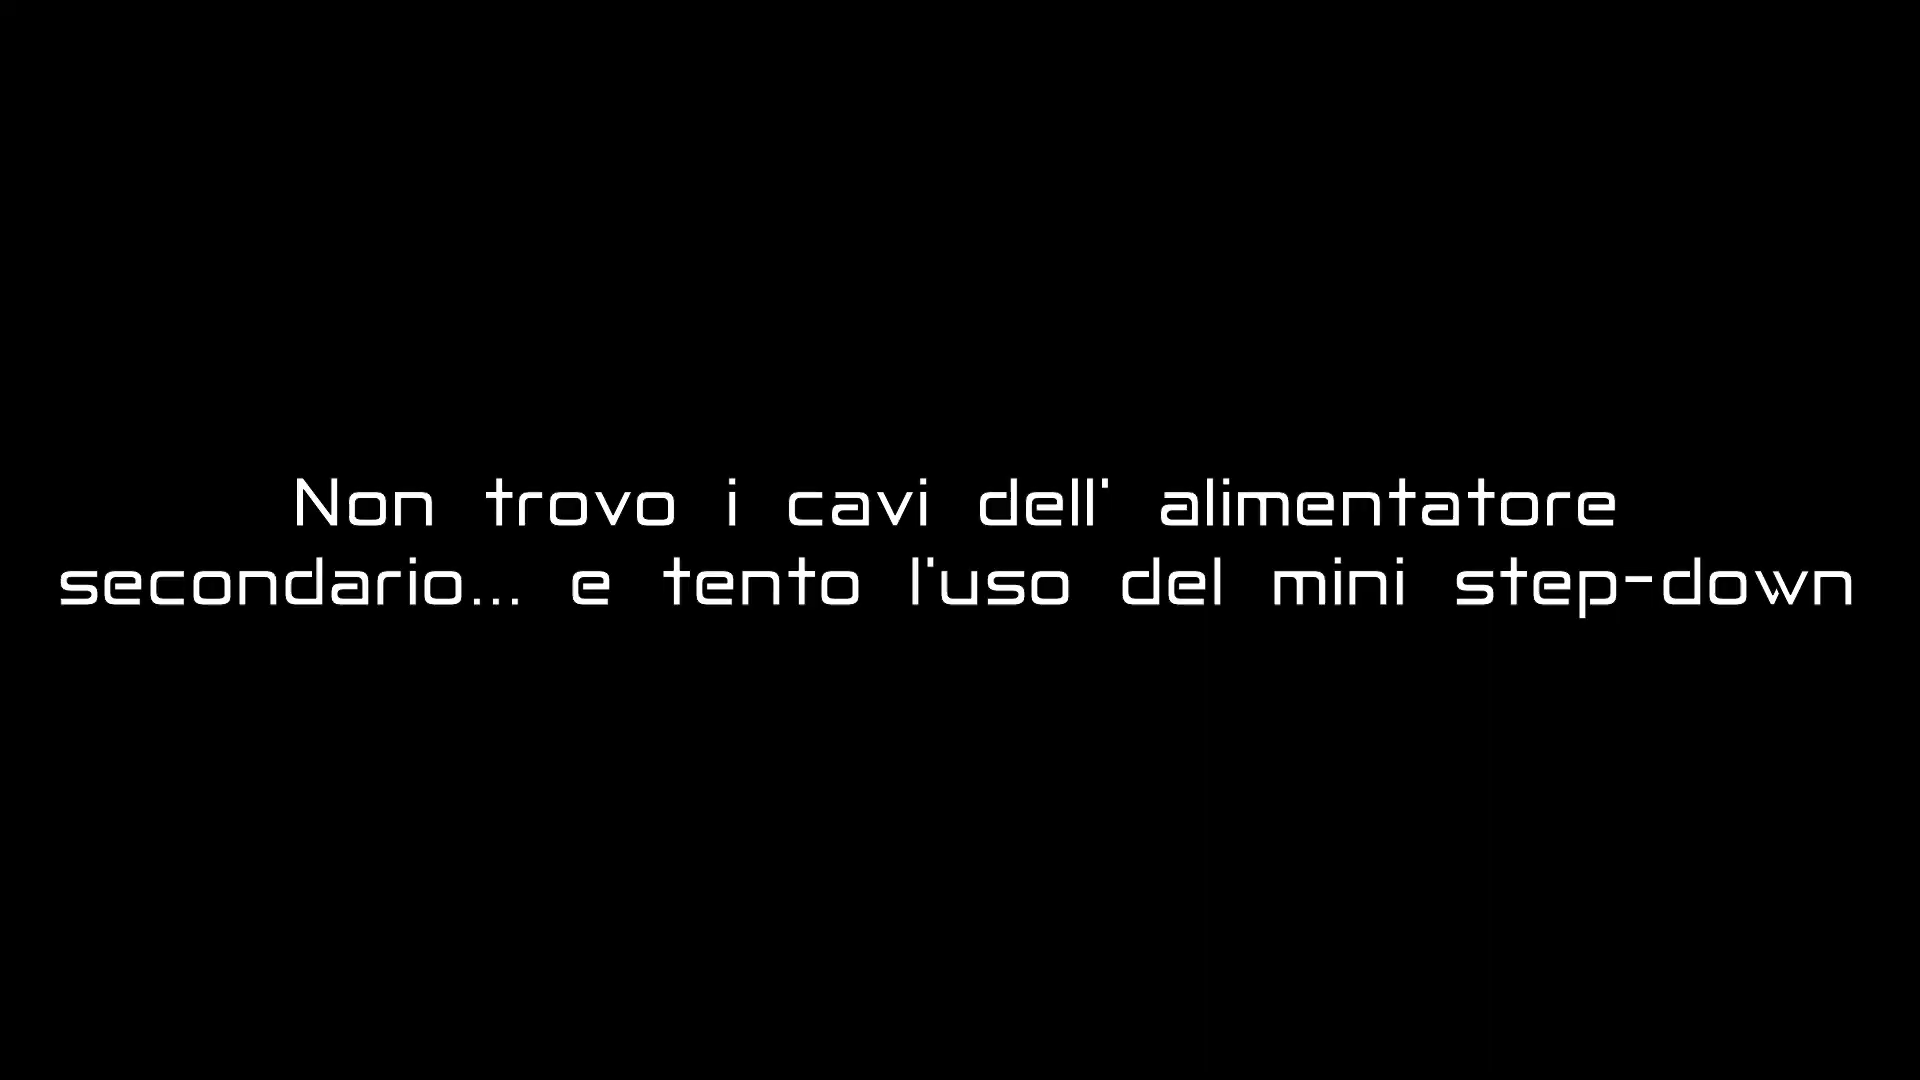 Non trovo i cavi dell' alimentatore
secondario... e tento l'uso del mini step-down